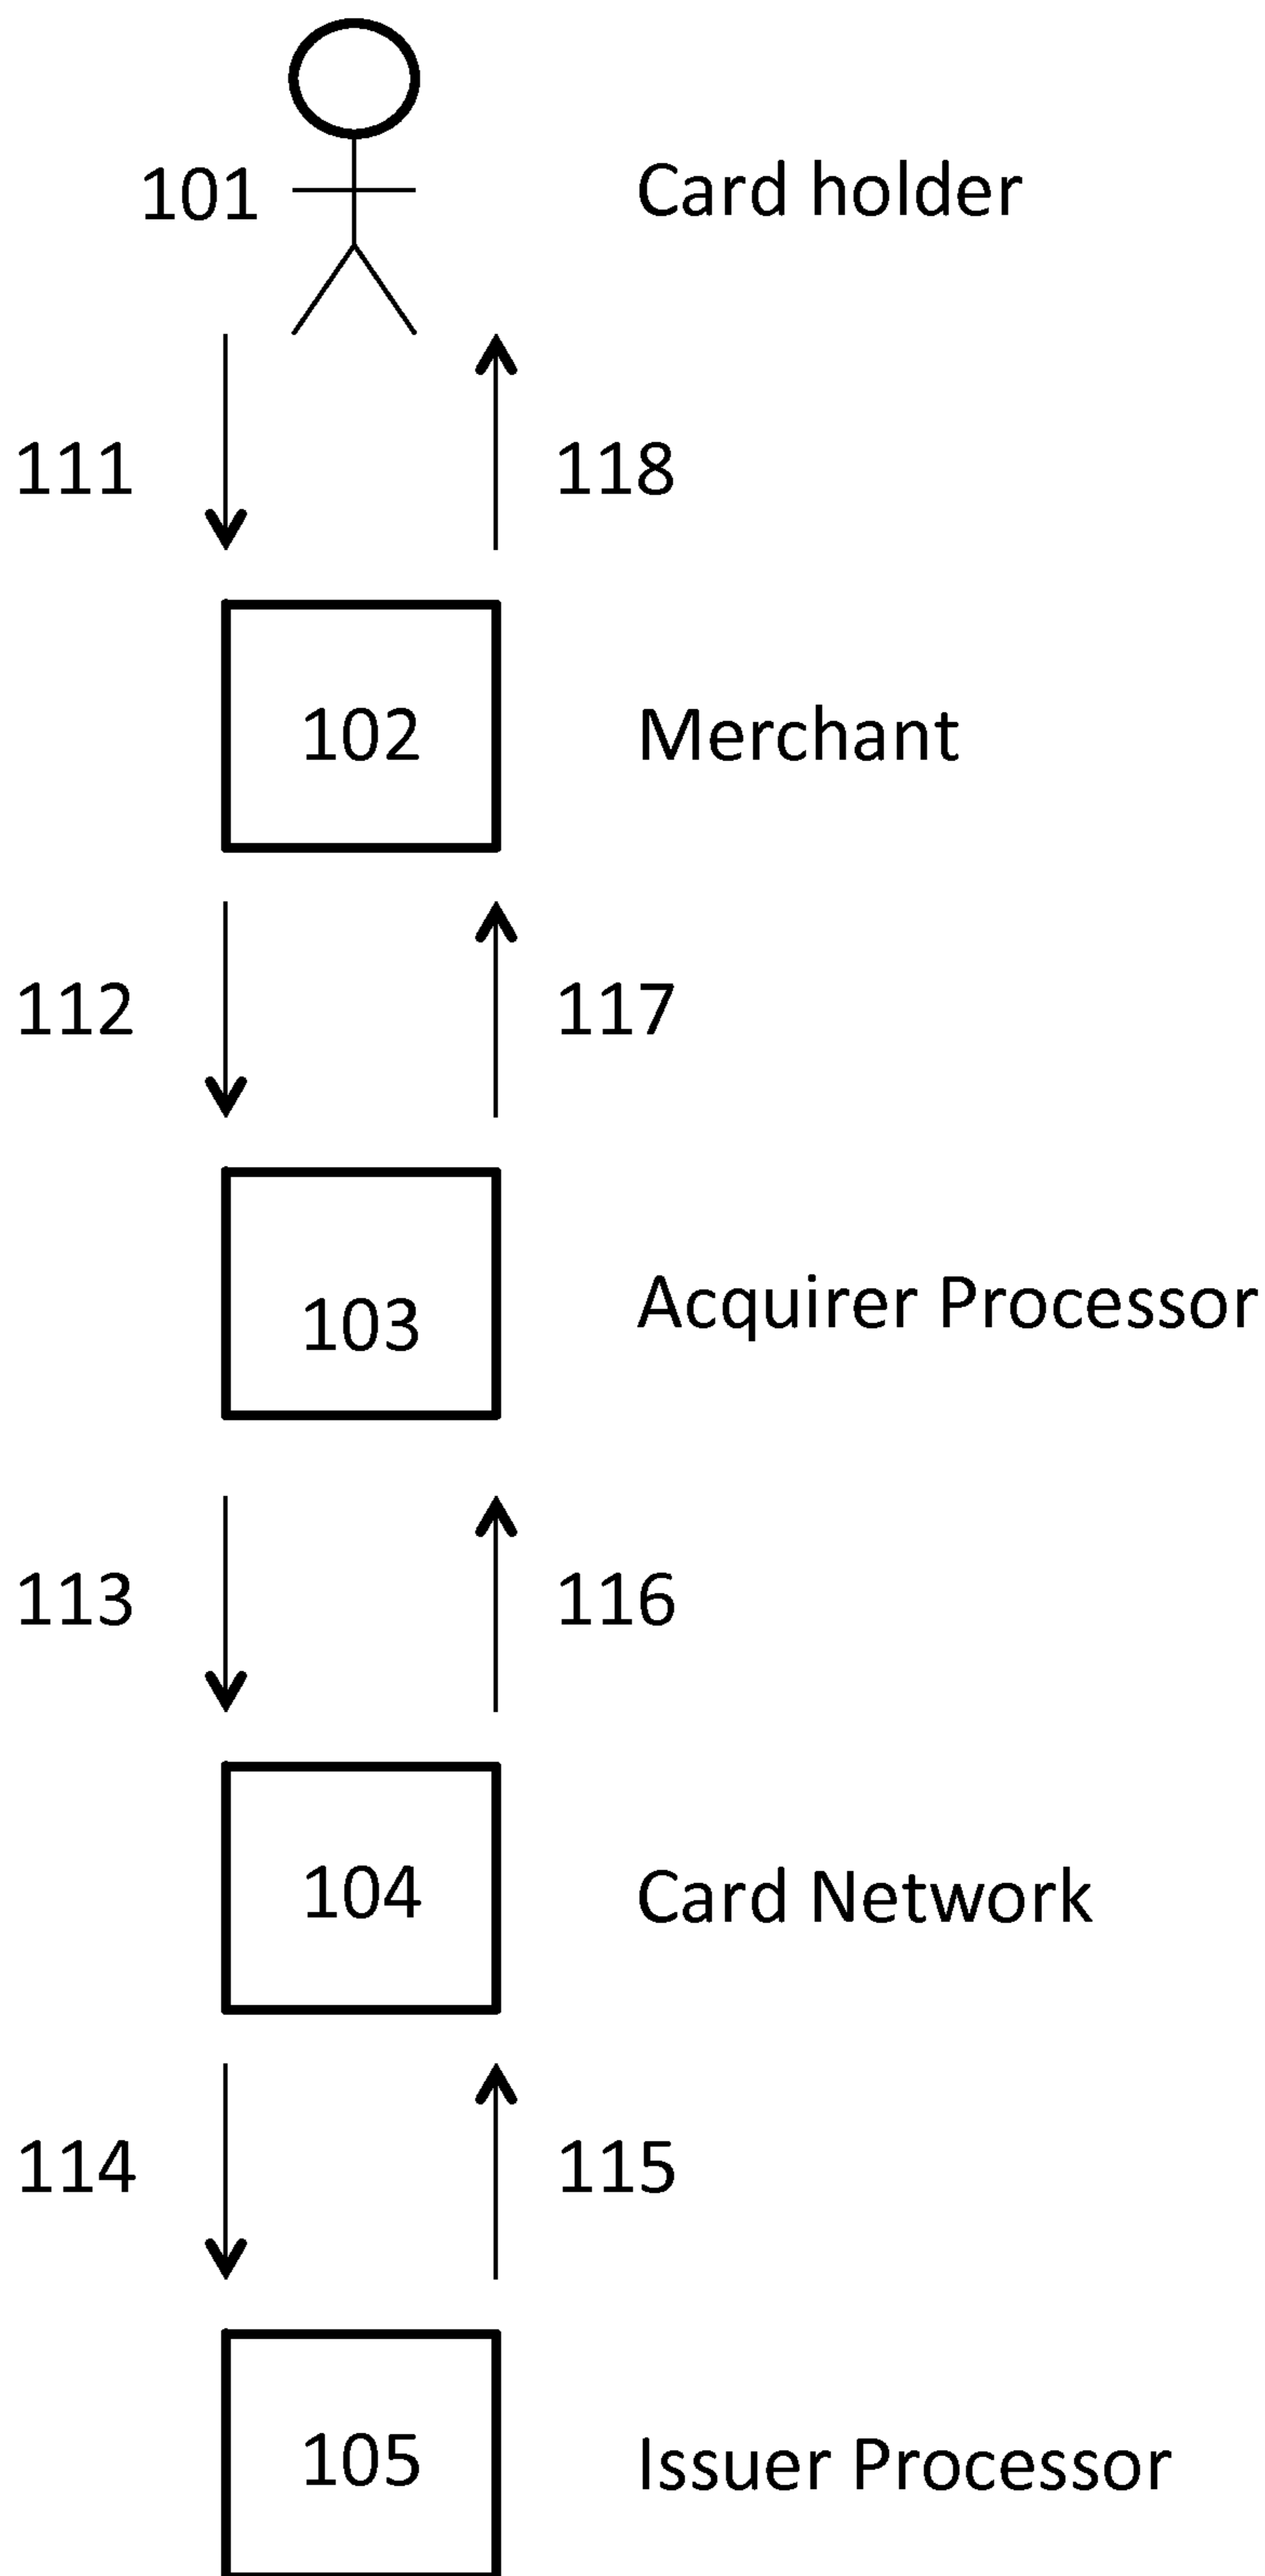 101 Card holder
111 118
102 Merchant
112 117
103 Acquirer Processor
113 116
104 Card Network
114 115
105 Issuer Processor